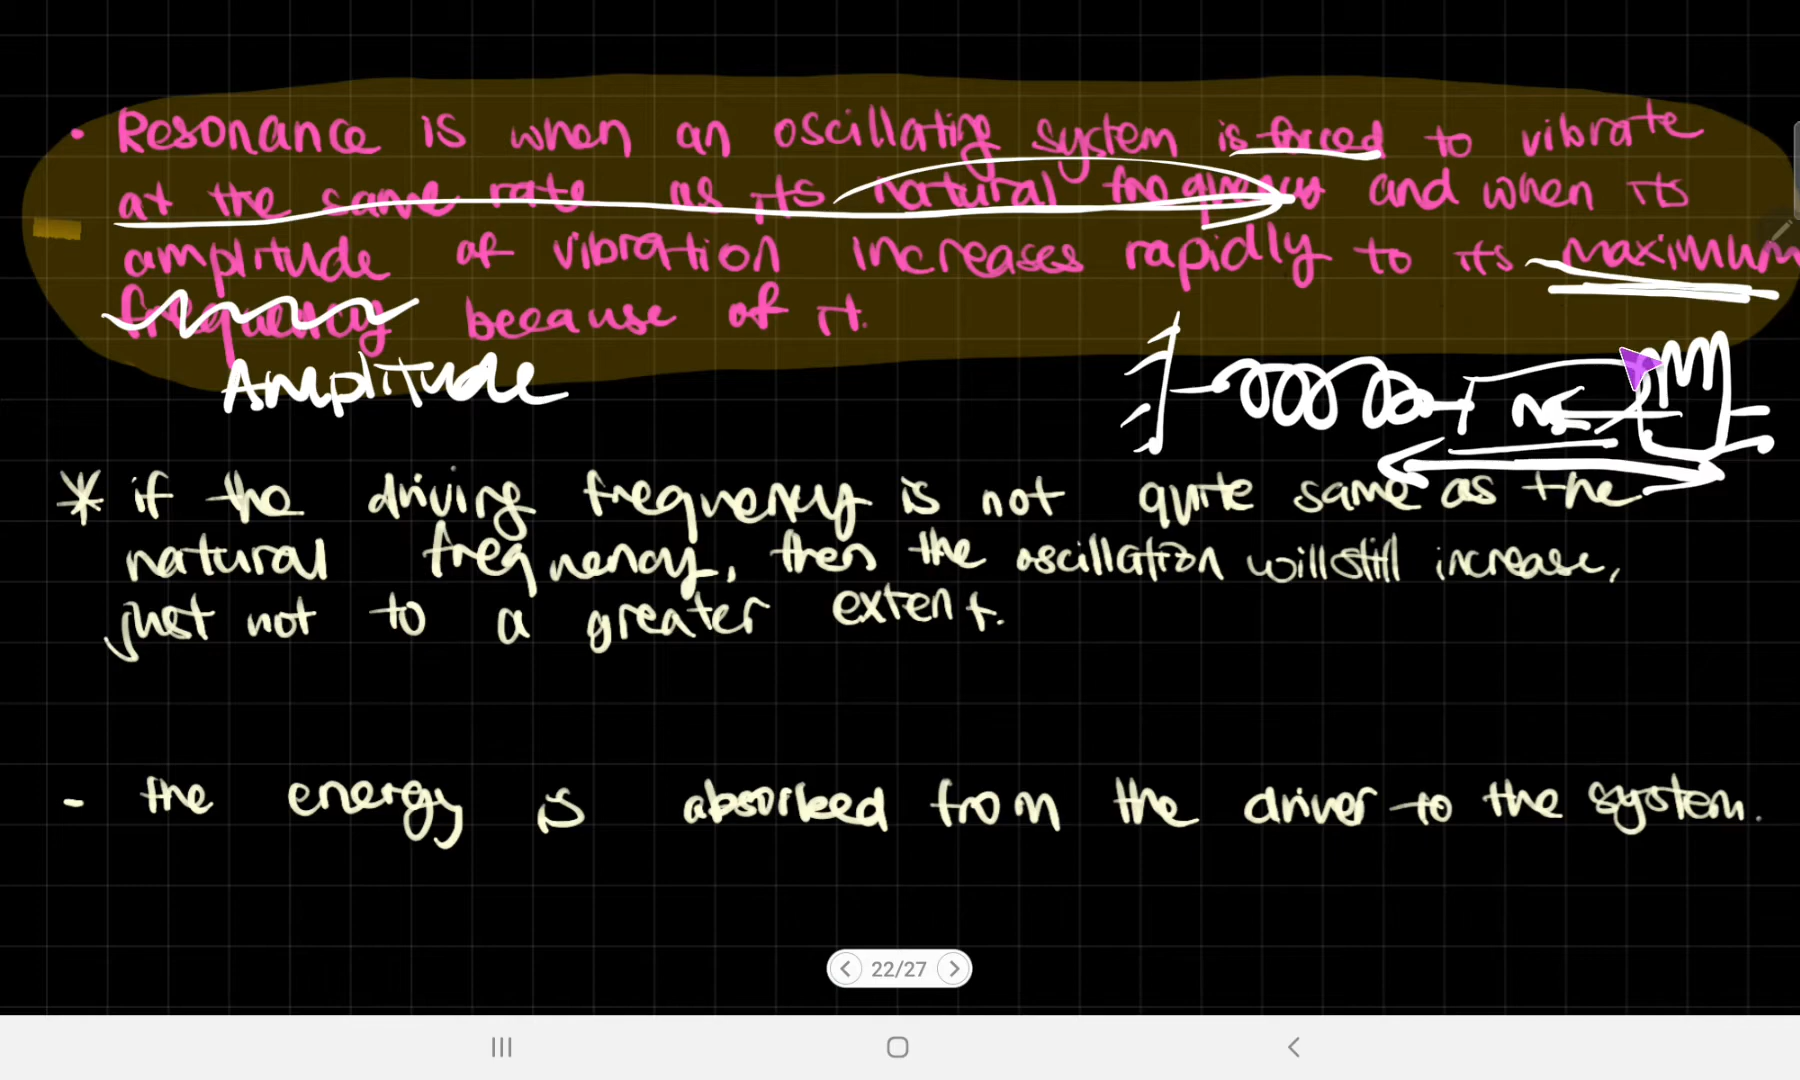 • Resonance is when an oscillating system is forced to vibrate
at the same rate as its natural frequency and when its
amplitude of vibration increases rapidly to its maximum
frequency because of it.
Amplitude
m
* if the driving frequency is not quite same as the
natural frequency, then the oscillation will still increase,
just not to a greater extent.
- the energy is absorbed from the driver to the system.
22/27